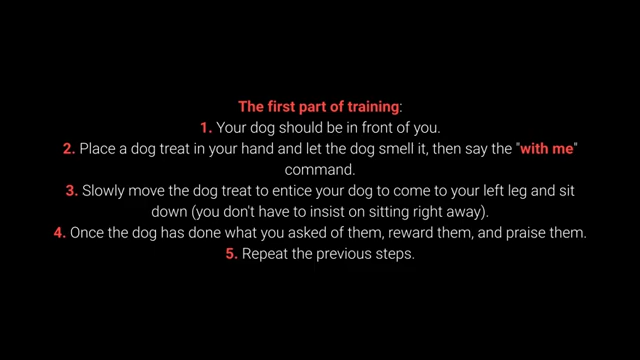 The first part of training:
1. Your dog should be in front of you.
2. Place a dog treat in your hand and let the dog smell it, then say the "with me"
command.
3. Slowly move the dog treat to entice your dog to come to your left leg and sit
down (you don't have to insist on sitting right away).
4. Once the dog has done what you asked of them, reward them, and praise them.
5. Repeat the previous steps.